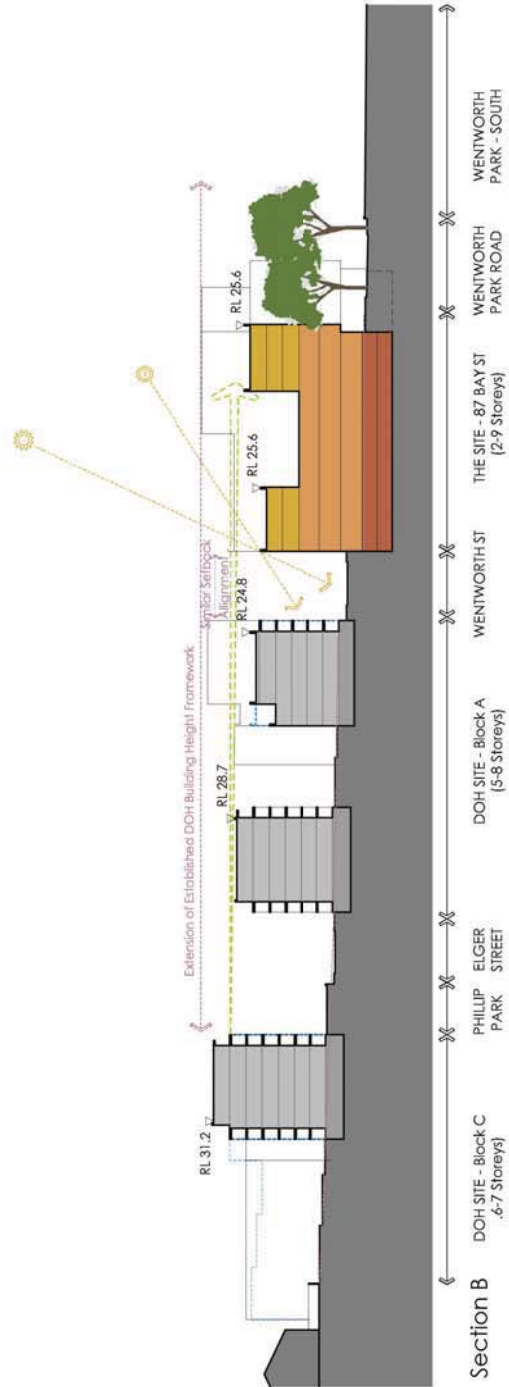 Extension of Established DOH Building Height Framework
Similar Setback
Allignment
RL 31.2
RL 28.7
RL 24.8
RL 25.6
RL 25.6
DOH SITE - Block C
.6-7 Storeys)
PHILLIP
PARK
ELGER
STREET
DOH SITE - Block A
(5-8 Storeys)
WENTWORTH ST
THE SITE - 87 BAY ST
(2-9 Storeys)
WENTWORTH
PARK ROAD
WENTWORTH
PARK - SOUTH
Section B